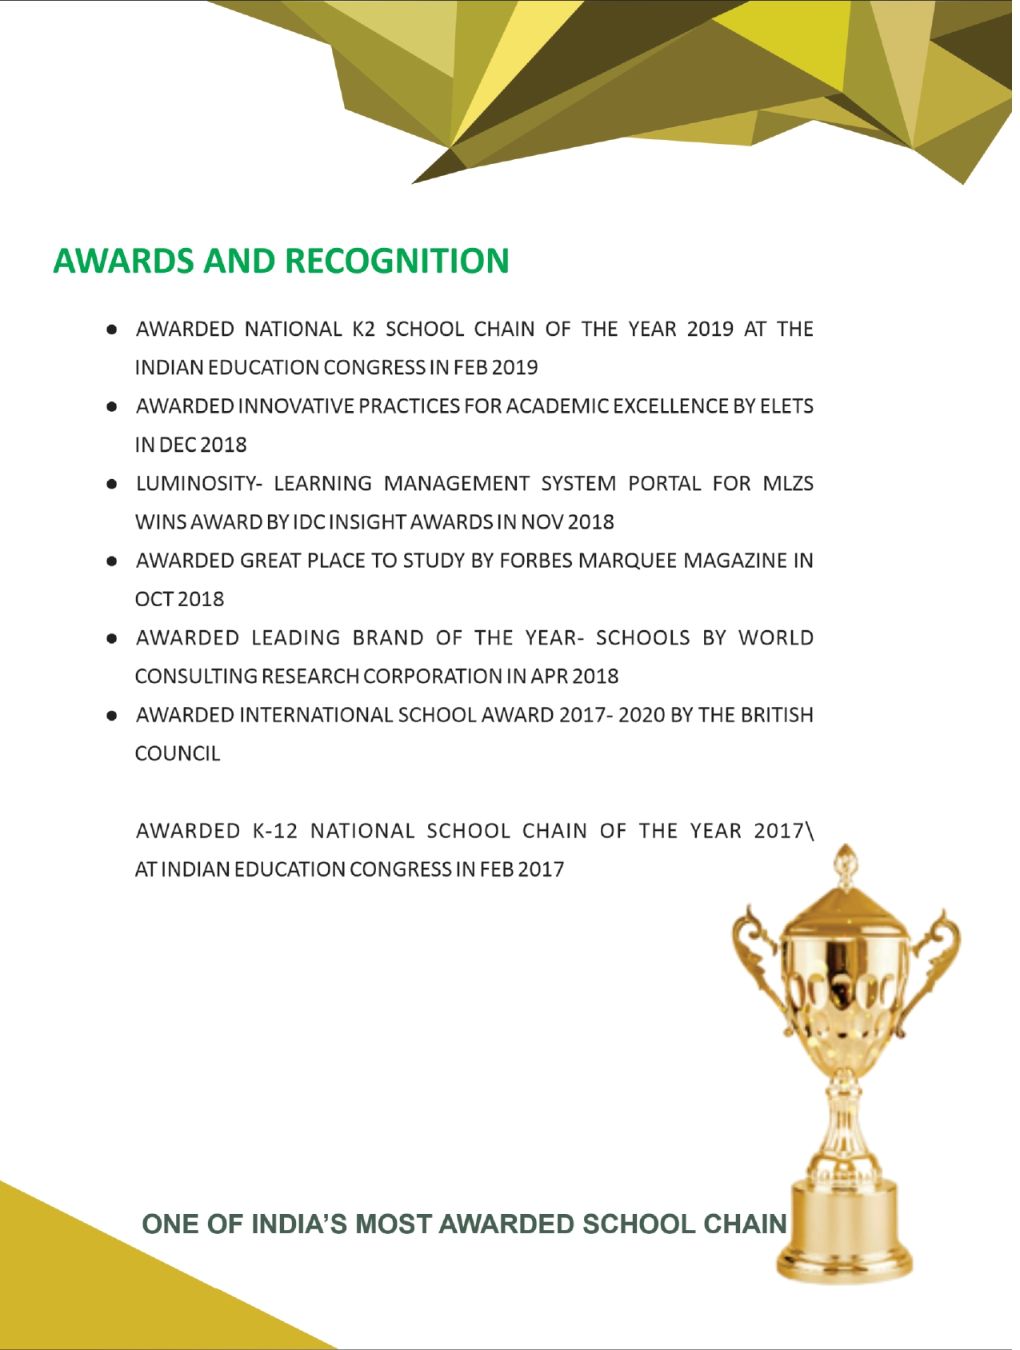 AWARDS AND RECOGNITION
● AWARDED NATIONAL K2 SCHOOL CHAIN OF THE YEAR 2019 AT THE
INDIAN EDUCATION CONGRESS IN FEB 2019
● AWARDED INNOVATIVE PRACTICES FOR ACADEMIC EXCELLENCE BY ELETS
IN DEC 2018
● LUMINOSITY- LEARNING MANAGEMENT SYSTEM PORTAL FOR MLZS
WINS AWARD BY IDC INSIGHT AWARDS IN NOV 2018
● AWARDED GREAT PLACE TO STUDY BY FORBES MARQUEE MAGAZINE IN
OCT 2018
● AWARDED LEADING BRAND OF THE YEAR- SCHOOLS BY WORLD
CONSULTING RESEARCH CORPORATION IN APR 2018
● AWARDED INTERNATIONAL SCHOOL AWARD 2017- 2020 BY THE BRITISH
COUNCIL
AWARDED K-12 NATIONAL SCHOOL CHAIN OF THE YEAR 2017\
AT INDIAN EDUCATION CONGRESS IN FEB 2017
ONE OF INDIA’S MOST AWARDED SCHOOL CHAIN